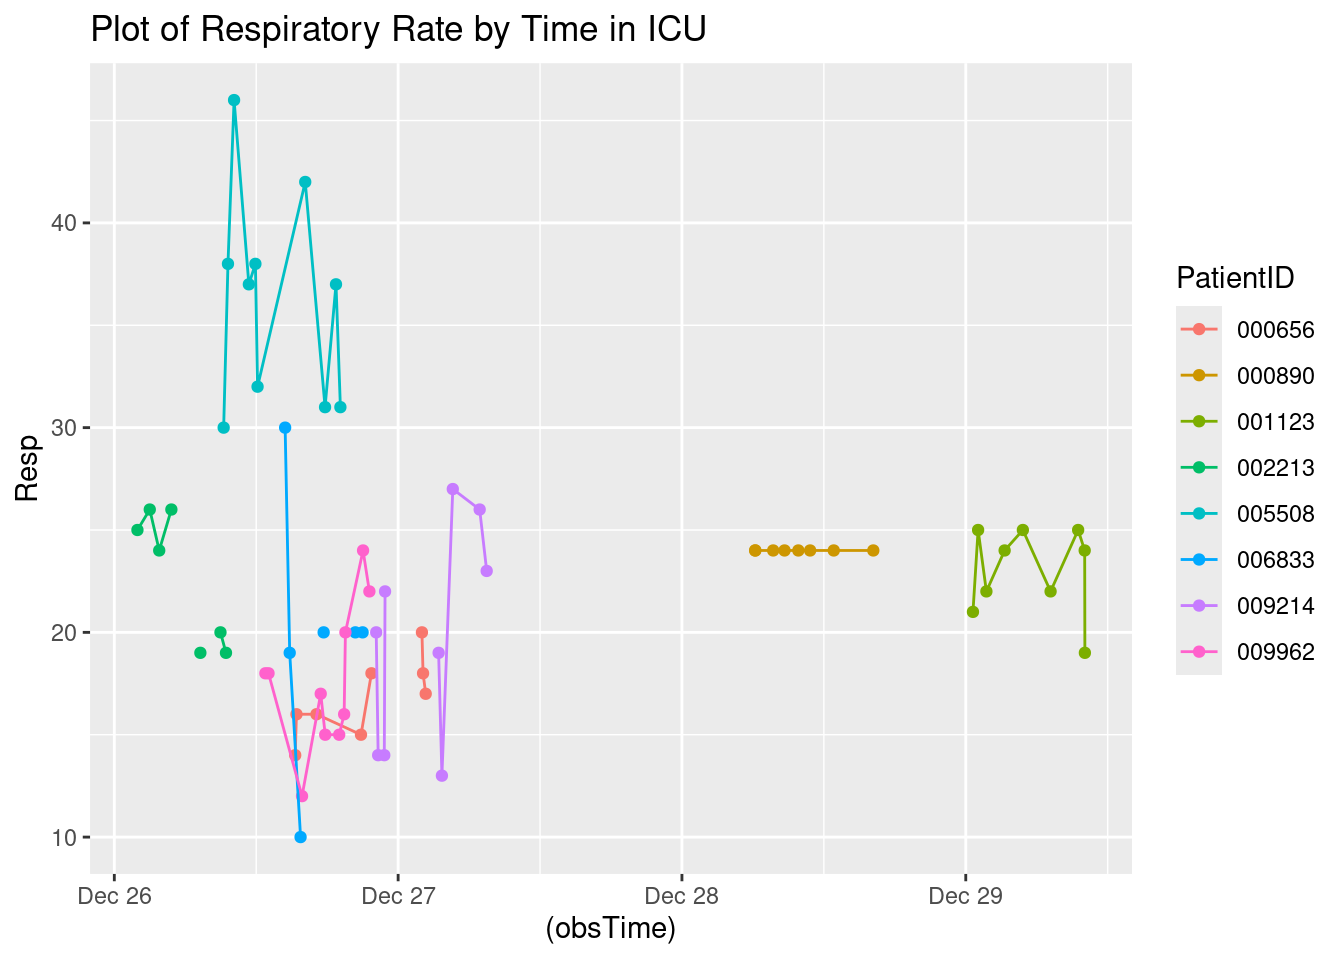 Plot of Respiratory Rate by Time in ICU
Resp
40
30
20
10
Dec 26
Dec 27
Dec 28
Dec 29
(obsTime)
PatientID
000656
000890
001123
002213
005508
006833
009214
009962